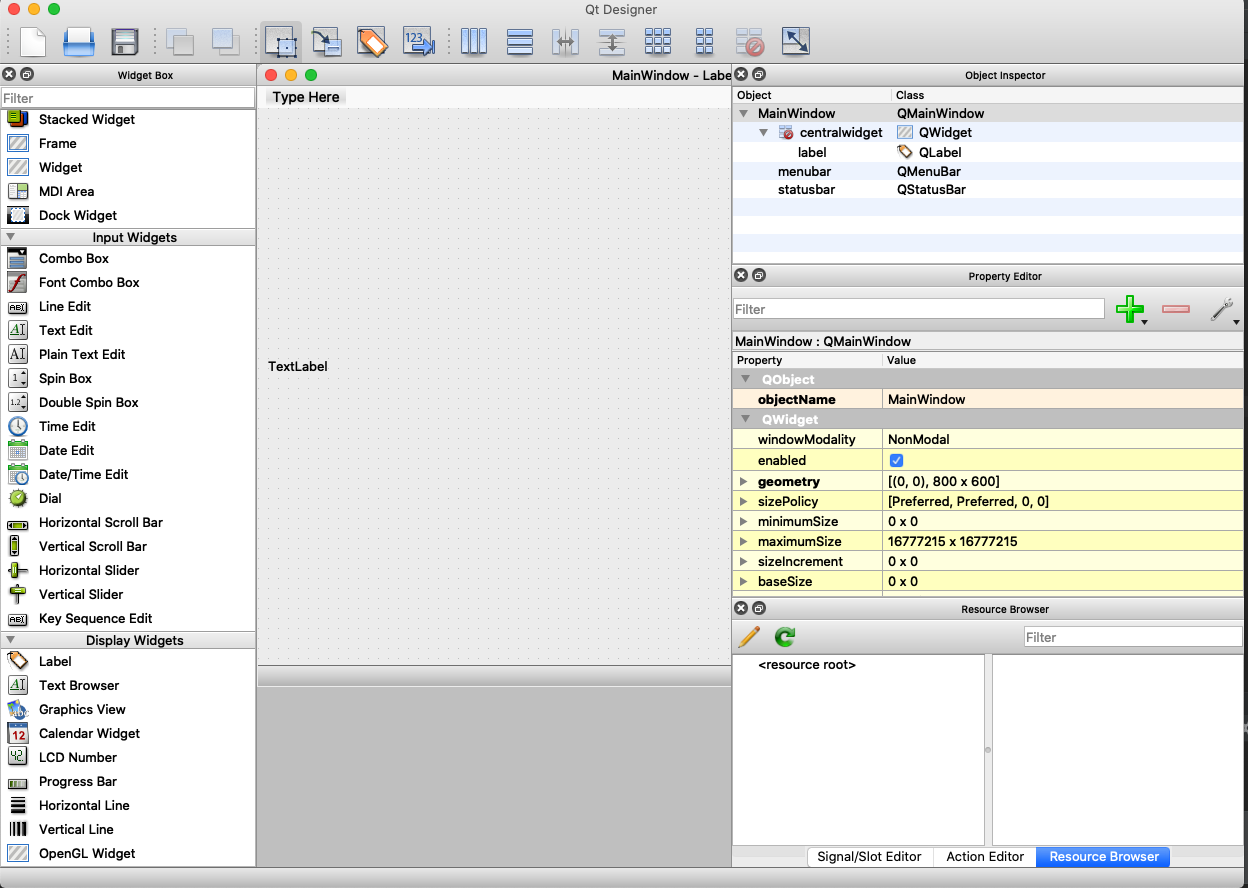 Qt Designer
Widget Box
Filter
Stacked Widget
Frame
Widget
MDI Area
Dock Widget
Input Widgets
Combo Box
Font Combo Box
Line Edit
Text Edit
Plain Text Edit
Spin Box
Double Spin Box
Time Edit
Date Edit
Date/Time Edit
Dial
Horizontal Scroll Bar
Vertical Scroll Bar
Horizontal Slider
Vertical Slider
Key Sequence Edit
Display Widgets
Label
Text Browser
Graphics View
Calendar Widget
LCD Number
Progress Bar
Horizontal Line
Vertical Line
OpenGL Widget
MainWindow - Labe
Type Here
TextLabel
Object Inspector
Object Class
MainWindow QMainWindow
centralwidget QWidget
label QLabel
menubar QMenuBar
statusbar QStatusBar
Property Editor
Filter
MainWindow : QMainWindow
Property Value
QObject
objectName MainWindow
QWidget
windowModality NonModal
enabled
geometry [(0, 0), 800 x 600]
sizePolicy [Preferred, Preferred, 0, 0]
minimumSize 0 x 0
maximumSize 16777215 x 16777215
sizeIncrement 0 x 0
baseSize 0 x 0
Resource Browser
Filter
<resource root>
Signal/Slot Editor Action Editor Resource Browser